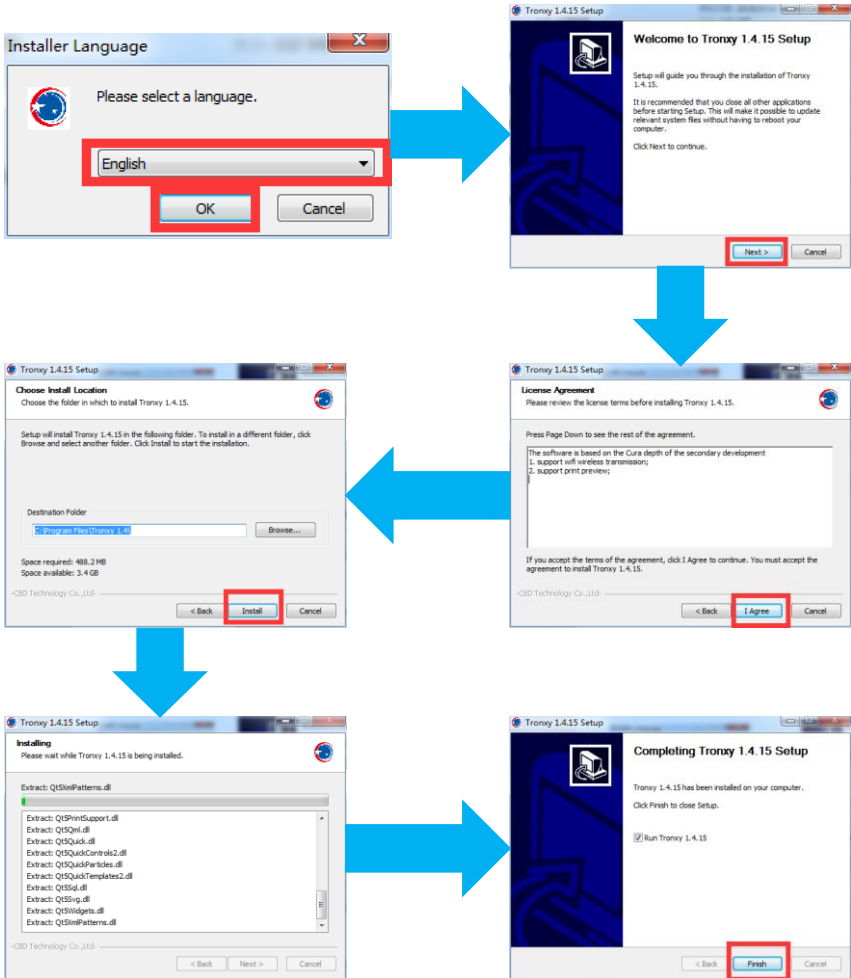 Installer Language
Please select a language.
English
OK
Cancel
Tronxy 1.4.15 Setup
Welcome to Tronxy 1.4.15 Setup
Setup will guide you through the installation of Tronxy
1.4.15.
It is recommended that you close all other applications
before starting Setup. This will make it possible to update
relevant system files without having to reboot your
computer.
Click Next to continue.
Next >
Cancel
Tronxy 1.4.15 Setup
License Agreement
Please review the license terms before installing Tronxy 1.4.15.
Press Page Down to see the rest of the agreement.
The software is based on the Cura depth of the secondary development
1. support wifi wireless transmission;
2. support print preview;
If you accept the terms of the agreement, click I Agree to continue. You must accept the
agreement to install Tronxy 1.4.15.
-CBD Technology Co.,Ltd-
< Back
I Agree
Cancel
Tronxy 1.4.15 Setup
Choose Install Location
Choose the folder in which to install Tronxy 1.4.15.
Setup will install Tronxy 1.4.15 in the following folder. To install in a different folder, click
Browse and select another folder. Click Install to start the installation.
Destination Folder
C:\Program Files\Tronxy 1.4\
Browse...
Space required: 488.2 MB
Space available: 3.4 GB
-CBD Technology Co.,Ltd-
< Back
Install
Cancel
Tronxy 1.4.15 Setup
Installing
Please wait while Tronxy 1.4.15 is being installed.
Extract: Qt5XmlPatterns.dll
Extract: Qt5PrintSupport.dll
Extract: Qt5Qml.dll
Extract: Qt5Quick.dll
Extract: Qt5QuickControls2.dll
Extract: Qt5QuickParticles.dll
Extract: Qt5QuickTemplates2.dll
Extract: Qt5Sql.dll
Extract: Qt5Svg.dll
Extract: Qt5Widgets.dll
Extract: Qt5XmlPatterns.dll
-CBD Technology Co.,Ltd-
< Back
Next >
Cancel
Tronxy 1.4.15 Setup
Completing Tronxy 1.4.15 Setup
Tronxy 1.4.15 has been installed on your computer.
Click Finish to close Setup.
Run Tronxy 1.4.15
< Back
Finish
Cancel